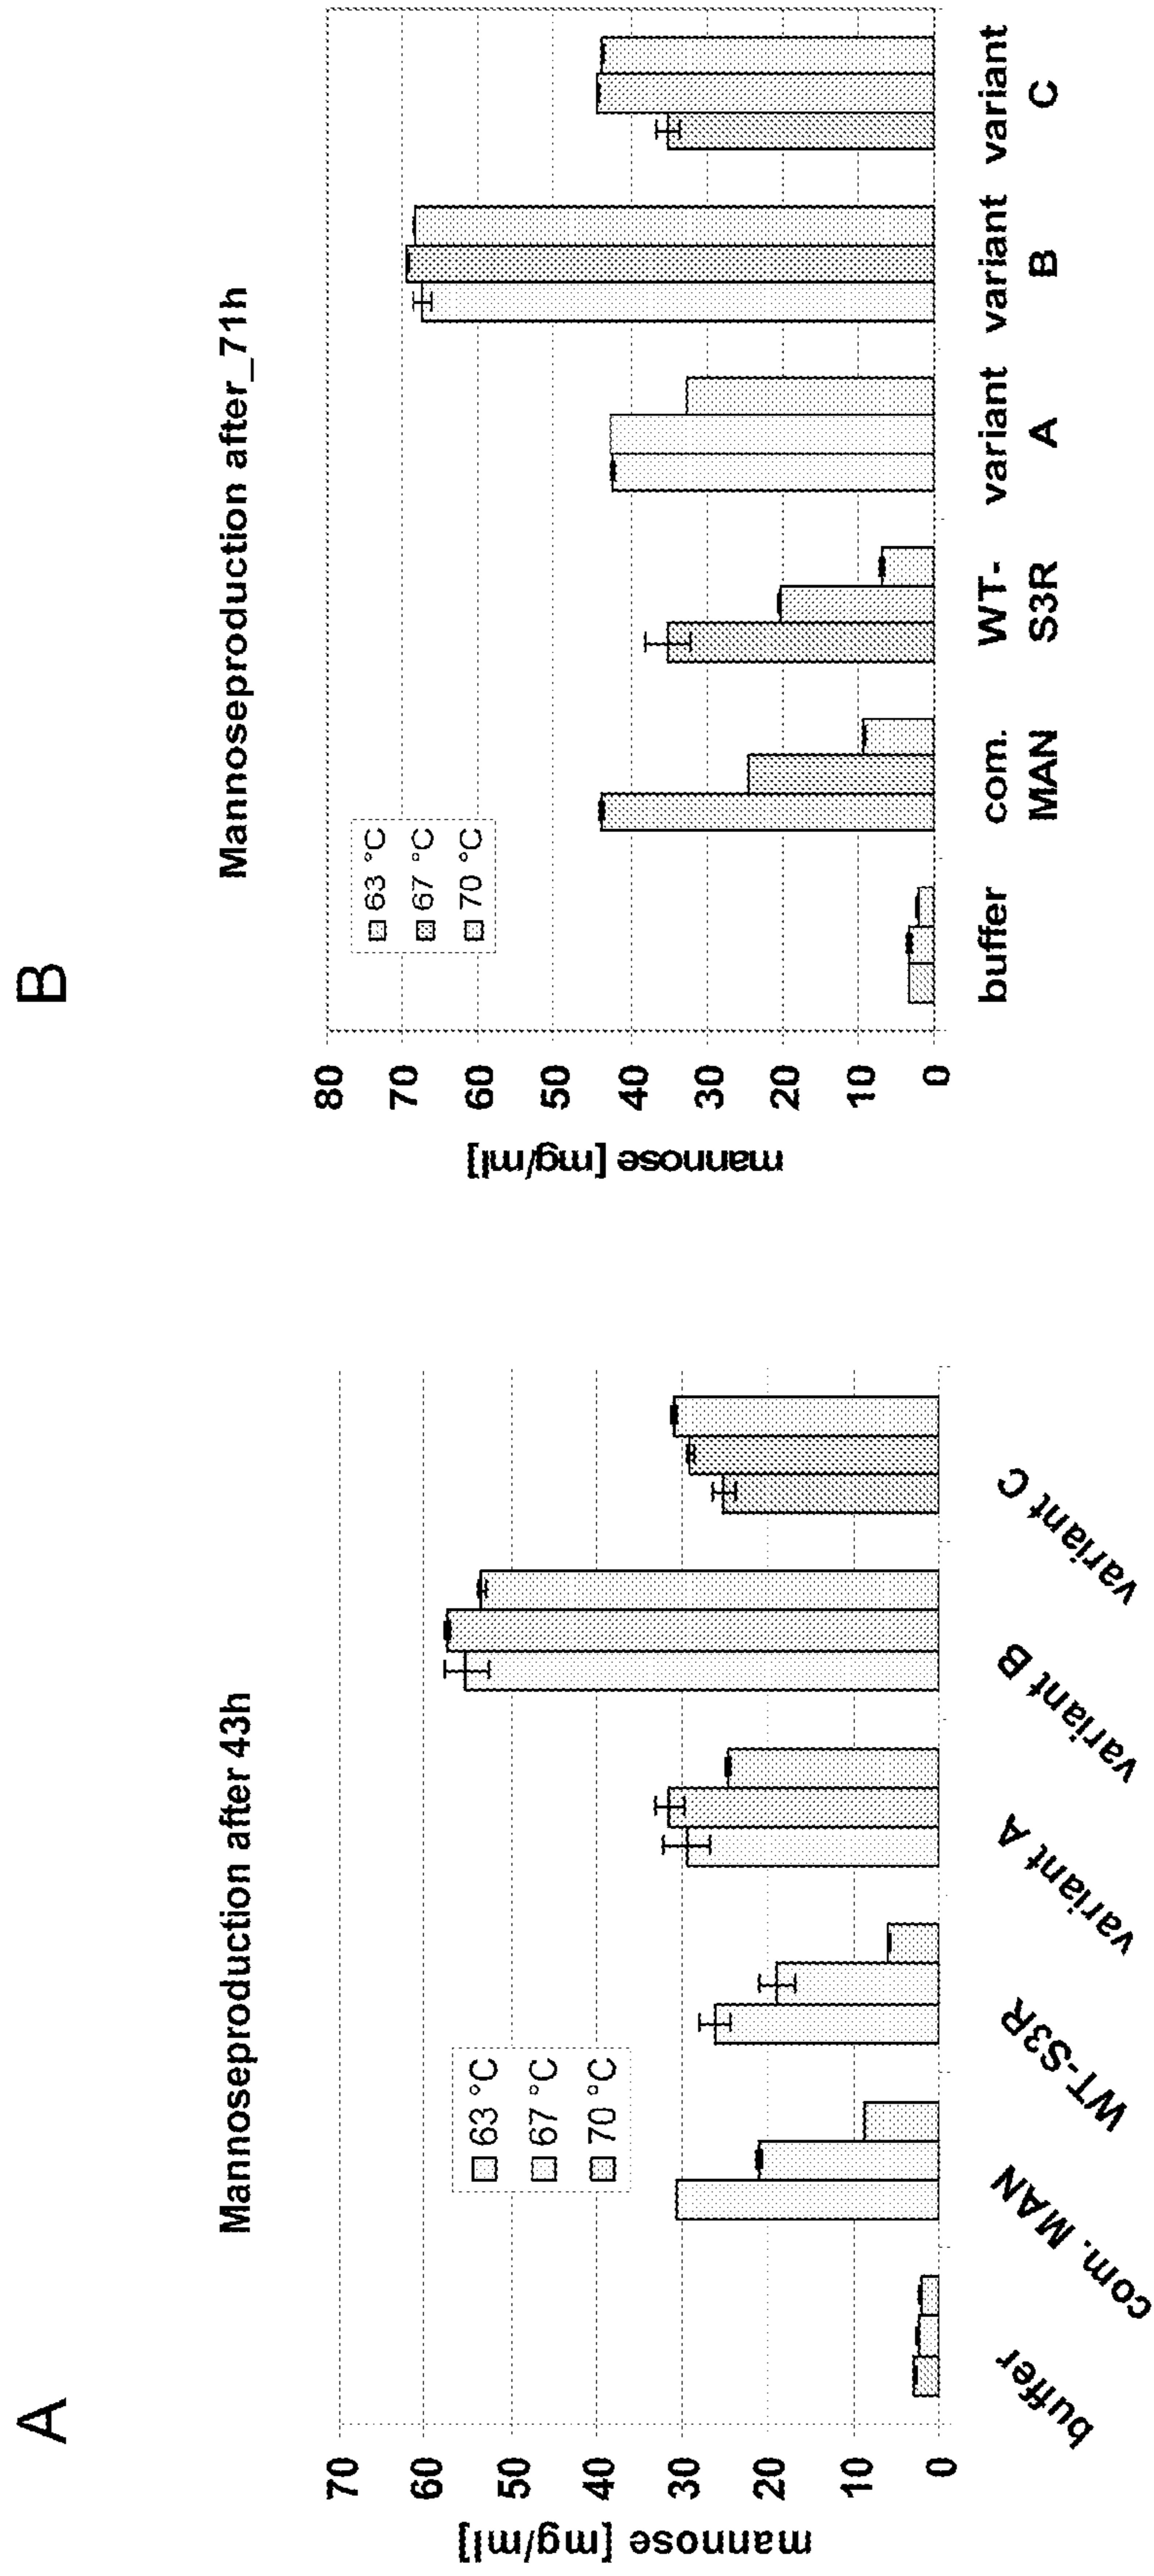 A
Mannoseproduction after 43h
mannose [mg/ml]
70
60
50
40
30
20
10
0
63 °C
67 °C
70 °C
buffer
com. MAN
WT-S3R
variant A
variant B
variant C
B
Mannoseproduction after_71h
mannose [mg/ml]
80
70
60
50
40
30
20
10
0
63 °C
67 °C
70 °C
buffer com. WT- variant variant variant
MAN S3R A B C